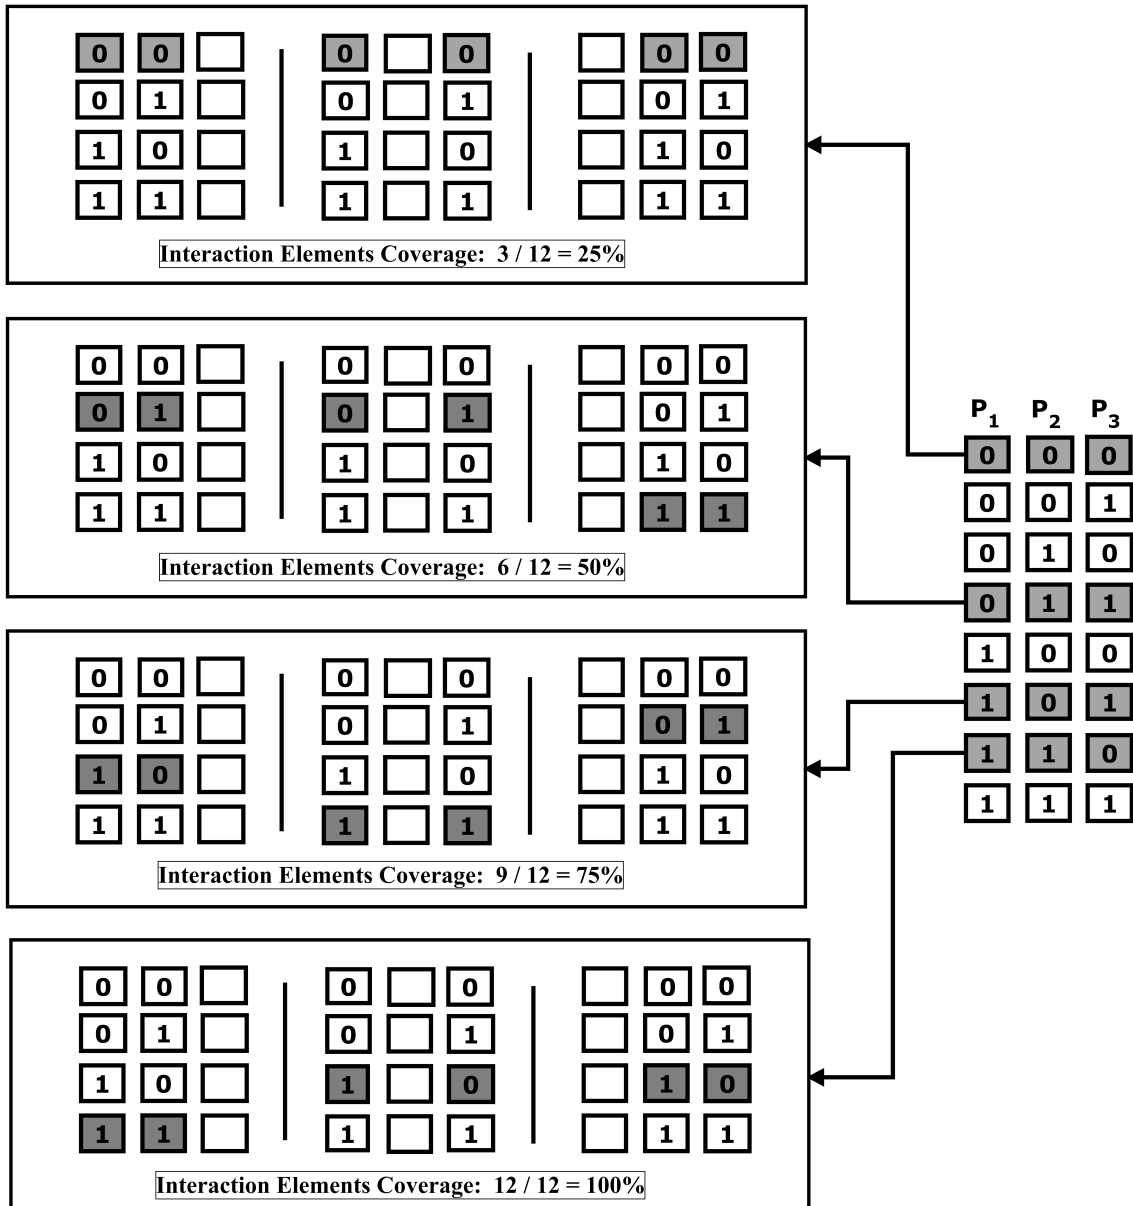 0 0 0 0 0 0
0 1 0 1 0 1
1 0 1 0 1 0
1 1 1 1 1 1
Interaction Elements Coverage: 3 / 12 = 25%
0 0 0 0 0 0
0 1 0 1 0 1
1 0 1 0 1 0
1 1 1 1 1 1
Interaction Elements Coverage: 6 / 12 = 50%
0 0 0 0 0 0
0 1 0 1 0 1
1 0 1 0 1 0
1 1 1 1 1 1
Interaction Elements Coverage: 9 / 12 = 75%
0 0 0 0 0 0
0 1 0 1 0 1
1 0 1 0 1 0
1 1 1 1 1 1
Interaction Elements Coverage: 12 / 12 = 100%
P1 P2 P3
0 0 0
0 0 1
0 1 0
0 1 1
1 0 0
1 0 1
1 1 0
1 1 1